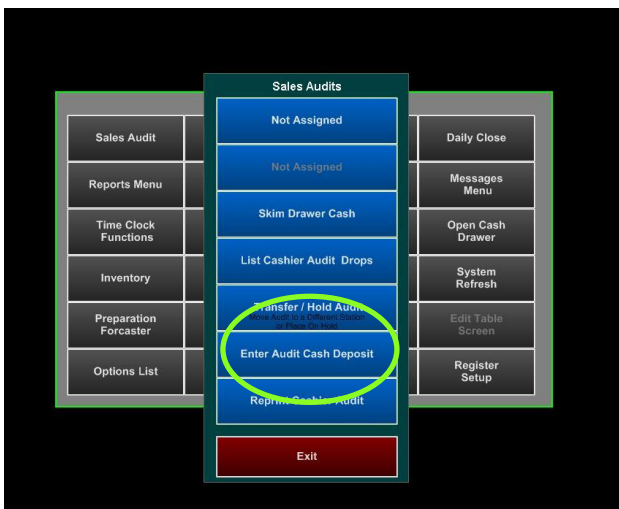 Sales Audits
Not Assigned
Not Assigned
Skim Drawer Cash
List Cashier Audit Drops
Transfer / Hold Audit
Move Audit to a Different Station
or Place On Hold
Enter Audit Cash Deposit
Reprint Cashier Audit
Exit
Sales Audit
Reports Menu
Time Clock
Functions
Inventory
Preparation
Forcaster
Options List
Daily Close
Messages
Menu
Open Cash
Drawer
System
Refresh
Edit Table
Screen
Register
Setup